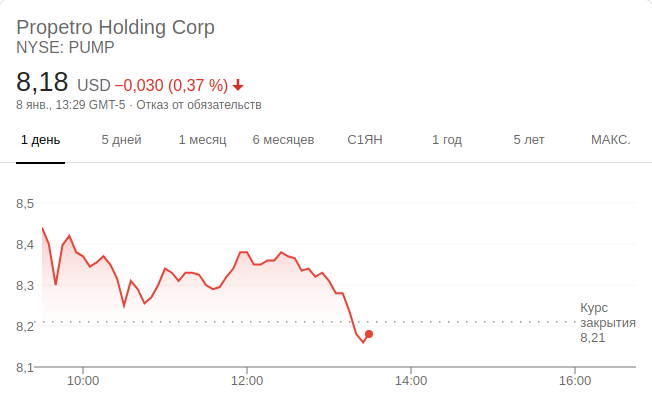 Propetro Holding Corp
NYSE: PUMP
8,18 USD −0,030 (0,37 %)
8 янв., 13:29 GMT-5 · Отказ от обязательств
1 день 5 дней 1 месяц 6 месяцев С1ЯН 1 год 5 лет МАКС.
8,5
8,4
8,3
8,2
8,1
Курс
закрытия
8,21
10:00 12:00 14:00 16:00